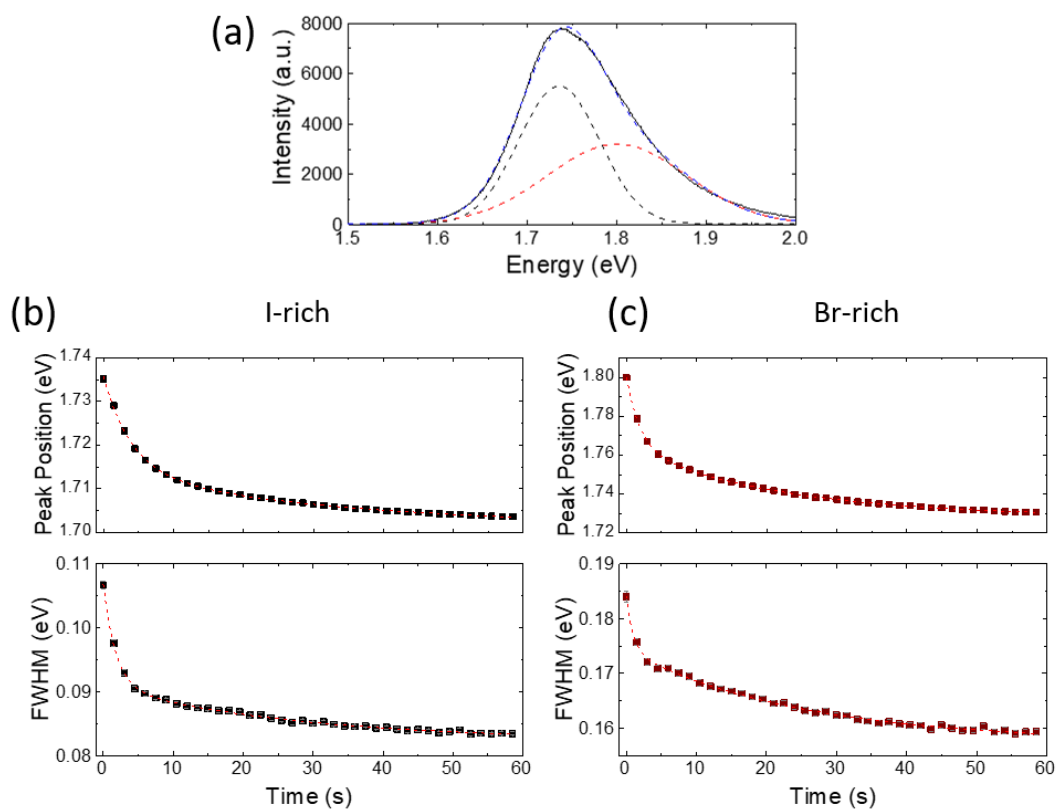 (a)
8000
6000
4000
2000
0
Intensity (a.u.)
1.5 1.6 1.7 1.8 1.9 2.0
Energy (eV)
(b) I-rich
1.74
1.73
1.72
1.71
1.70
Peak Position (eV)
0.11
0.10
0.09
0.08
FWHM (eV)
0 10 20 30 40 50 60
Time (s)
(c) Br-rich
1.80
1.78
1.76
1.74
1.72
Peak Position (eV)
0.19
0.18
0.17
0.16
FWHM (eV)
0 10 20 30 40 50 60
Time (s)